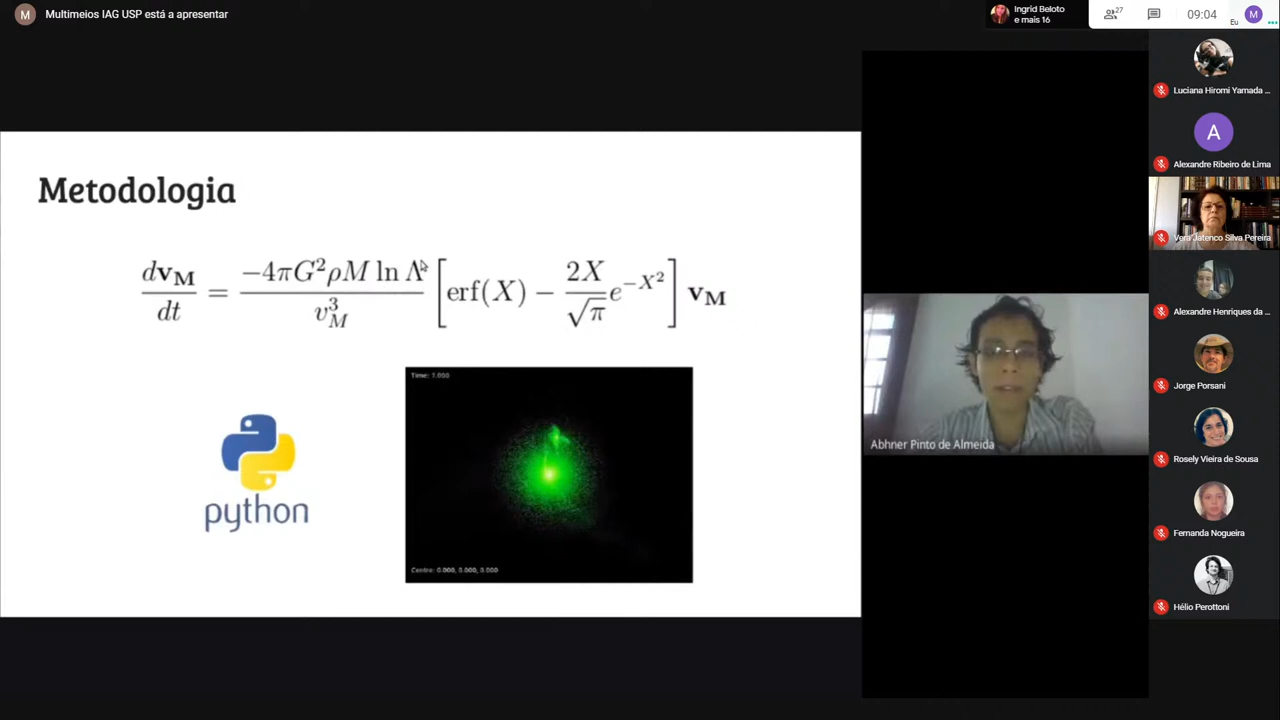 Multimeios IAG USP está a apresentar
Ingrid Beloto
e mais 16
27
09:04
Eu
M
M
Luciana Hiromi Yamada ...
A
Alexandre Ribeiro de Lima
Vera Jatenco Silva Pereira
Alexandre Henriques da ...
Jorge Porsani
Rosely Vieira de Sousa
Fernanda Nogueira
Hélio Perottoni
Metodologia
d𝐯_𝐌/dt = −4πG²ρM ln Λ / v_M³ [erf(X) − 2X/√π e^(−X²)] 𝐯_𝐌
python
Time: 1.000
Centro: 0.000, 0.000, 0.000
Abhner Pinto de Almeida